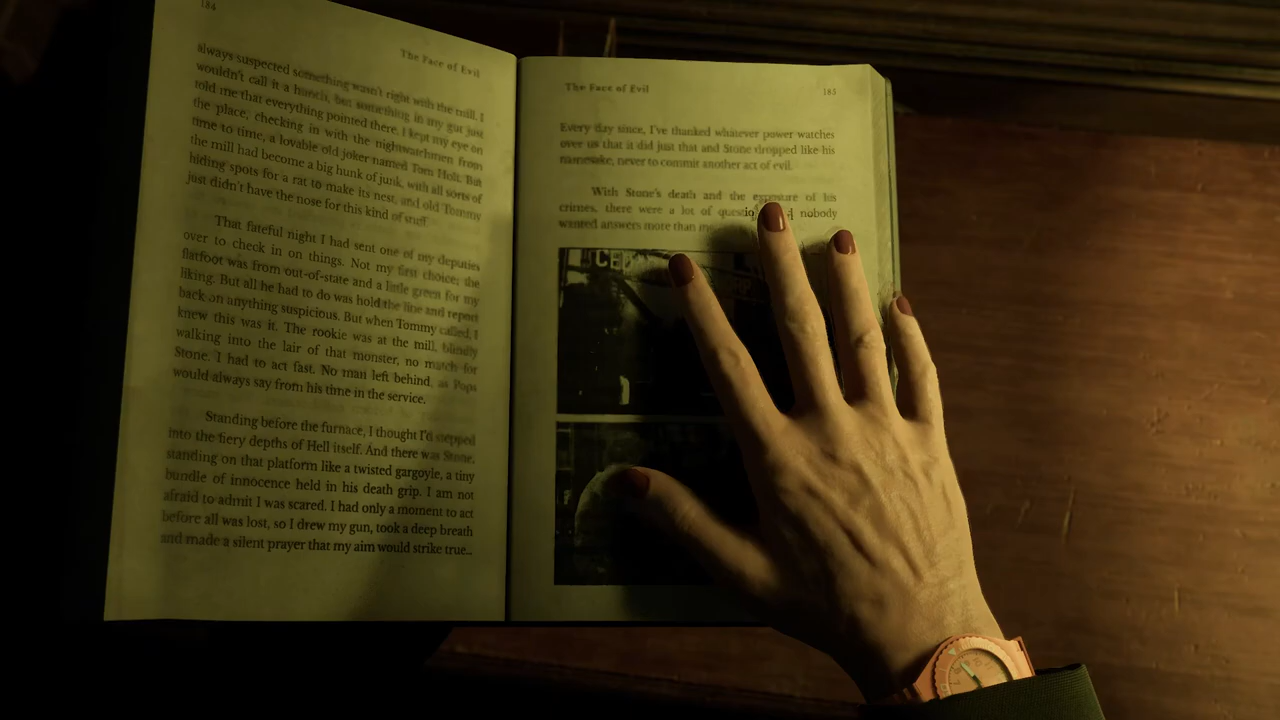 184
The Face of Evil
always suspected something wasn't right with the mill. I
wouldn't call it a hunch, but something in my gut just
told me that everything pointed there. I kept my eye on
the place, checking in with the nightwatchmen from
time to time, a lovable old joker named Tom Holt. But
the mill had become a big hunk of junk, with all sorts of
hiding spots for a rat to make its nest, and old Tommy
just didn't have the nose for this kind of stuff.
That fateful night I had sent one of my deputies
over to check in on things. Not my first choice; the
flatfoot was from out-of-state and a little green for my
liking. But all he had to do was hold the line and report
back on anything suspicious. But when Tommy called, I
knew this was it. The rookie was at the mill, blindly
walking into the lair of that monster, no match for
Stone. I had to act fast. No man left behind, as Pops
would always say from his time in the service.
Standing before the furnace, I thought I'd stepped
into the fiery depths of Hell itself. And there was Stone,
standing on that platform like a twisted gargoyle, a tiny
bundle of innocence held in his death grip. I am not
afraid to admit I was scared. I had only a moment to act
before all was lost, so I drew my gun, took a deep breath
and made a silent prayer that my aim would strike true...
The Face of Evil
185
Every day since, I've thanked whatever power watches
over us that it did just that and Stone dropped like his
namesake, never to commit another act of evil.
With Stone's death and the exposure of his
crimes, there were a lot of nobody
wanted answers more than